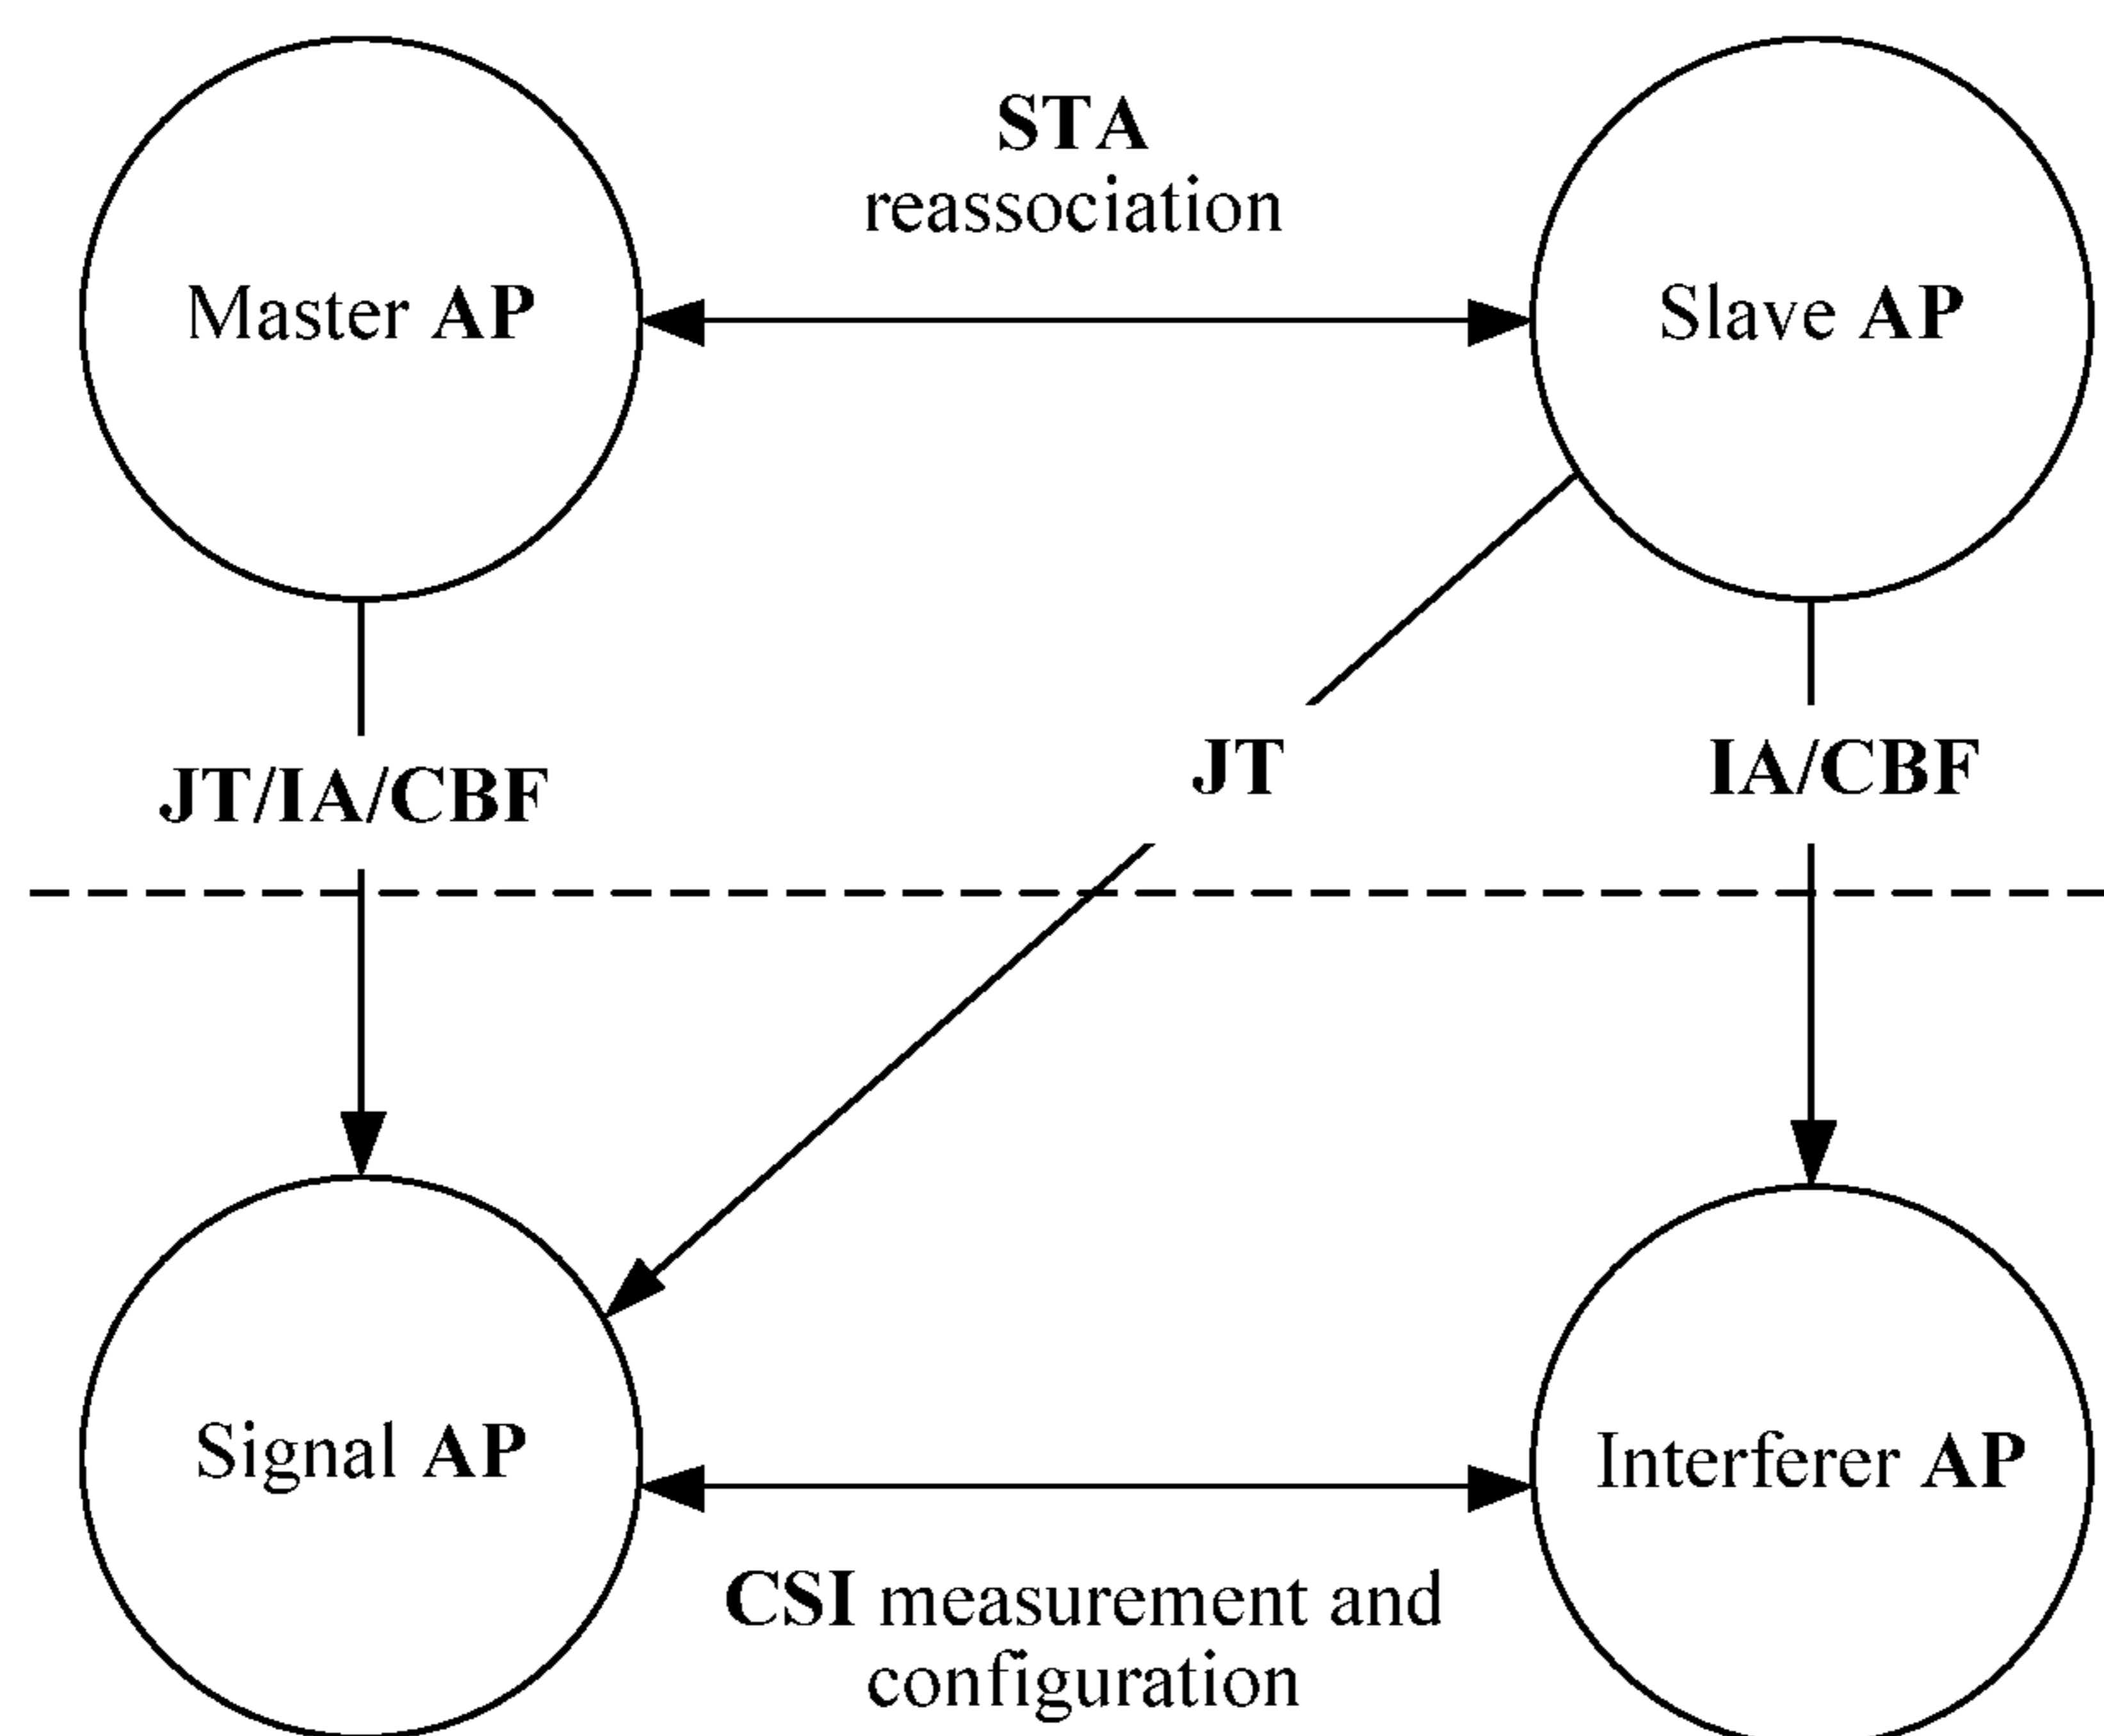 STA
reassociation
Master AP
Slave AP
JT/IA/CBF
JT
IA/CBF
Signal AP
Interferer AP
CSI measurement and
configuration